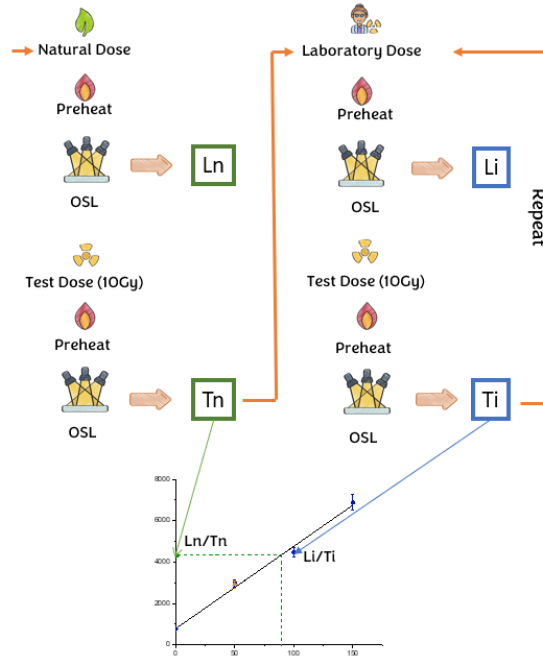 Natural Dose
Preheat
OSL
Ln
Test Dose (10Gy)
Preheat
OSL
Tn
Laboratory Dose
Preheat
OSL
Li
Test Dose (10Gy)
Preheat
OSL
Ti
Repeat
8000
6000
4000
2000
0
Ln/Tn
Li/Ti
0
50
100
150